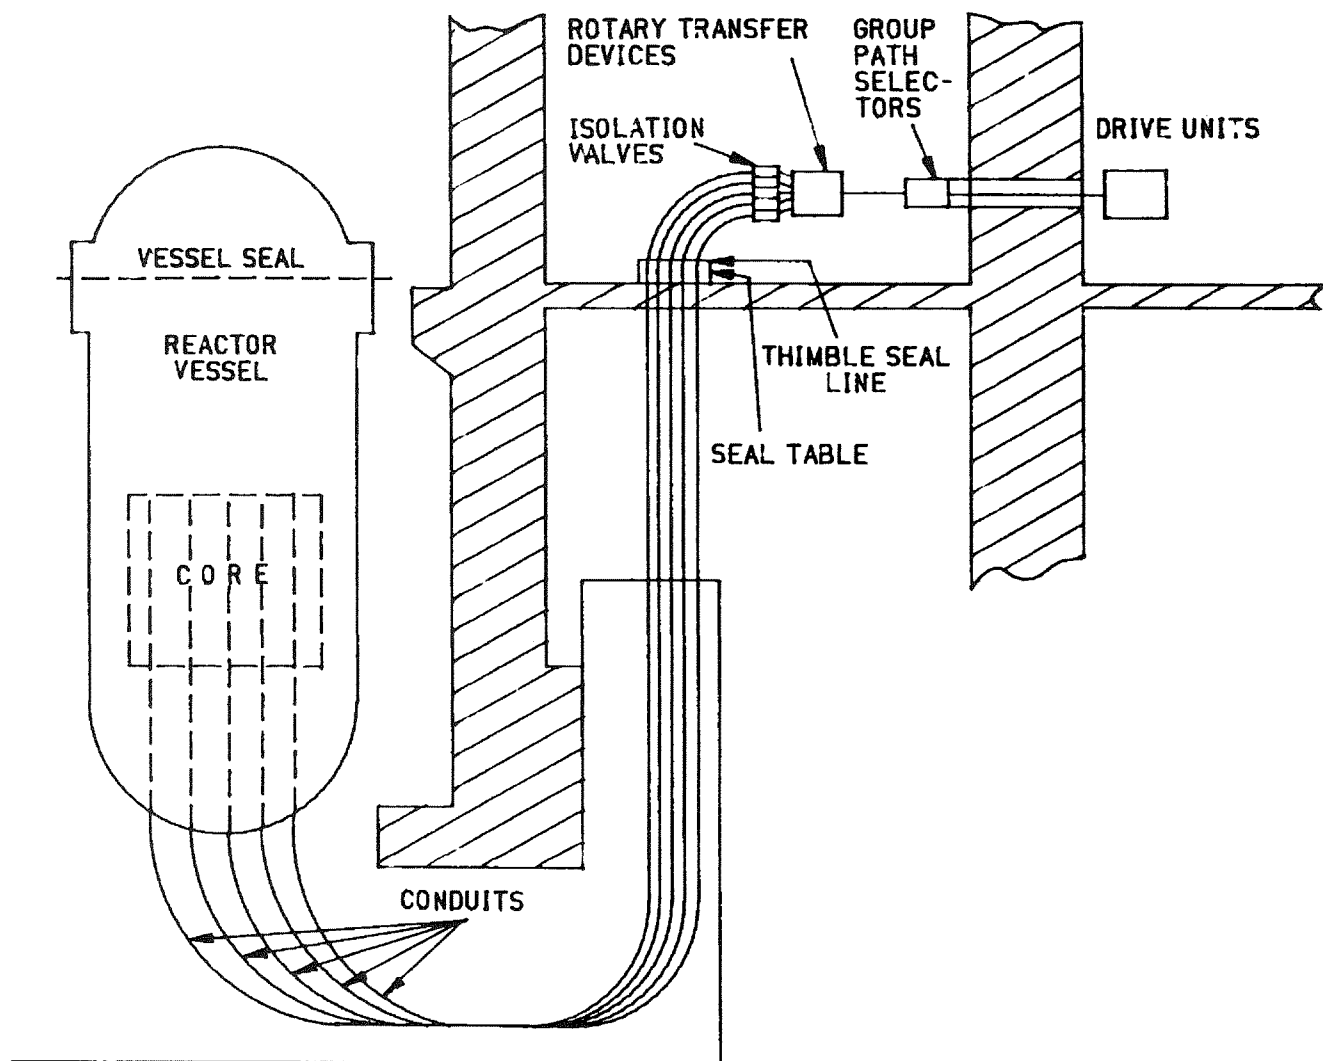 ROTARY TRANSFER
DEVICES
GROUP
PATH
SELEC-
TORS
ISOLATION
VALVES
DRIVE UNITS
VESSEL SEAL
REACTOR
VESSEL
THIMBLE SEAL
LINE
SEAL TABLE
CORE
CONDUITS